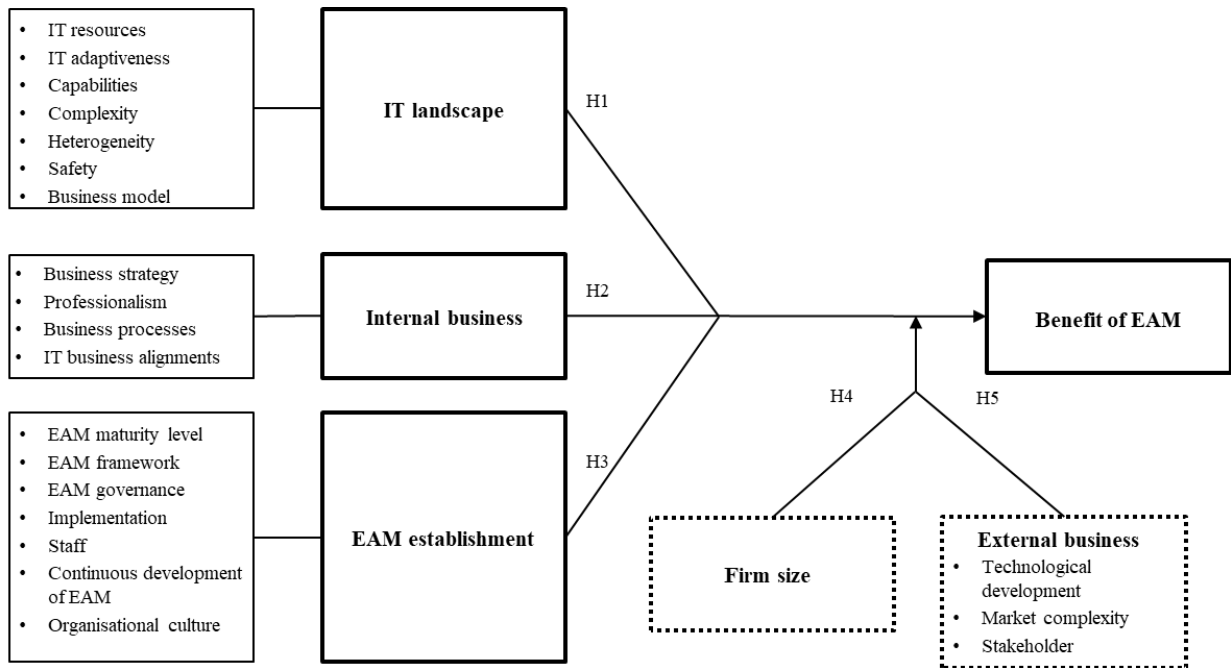 • IT resources
• IT adaptiveness
• Capabilities
• Complexity
• Heterogeneity
• Safety
• Business model
IT landscape
H1
• Business strategy
• Professionalism
• Business processes
• IT business alignments
Internal business
H2
Benefit of EAM
• EAM maturity level
• EAM framework
• EAM governance
• Implementation
• Staff
• Continuous development
of EAM
• Organisational culture
EAM establishment
H3
H4
H5
Firm size
External business
• Technological
development
• Market complexity
• Stakeholder